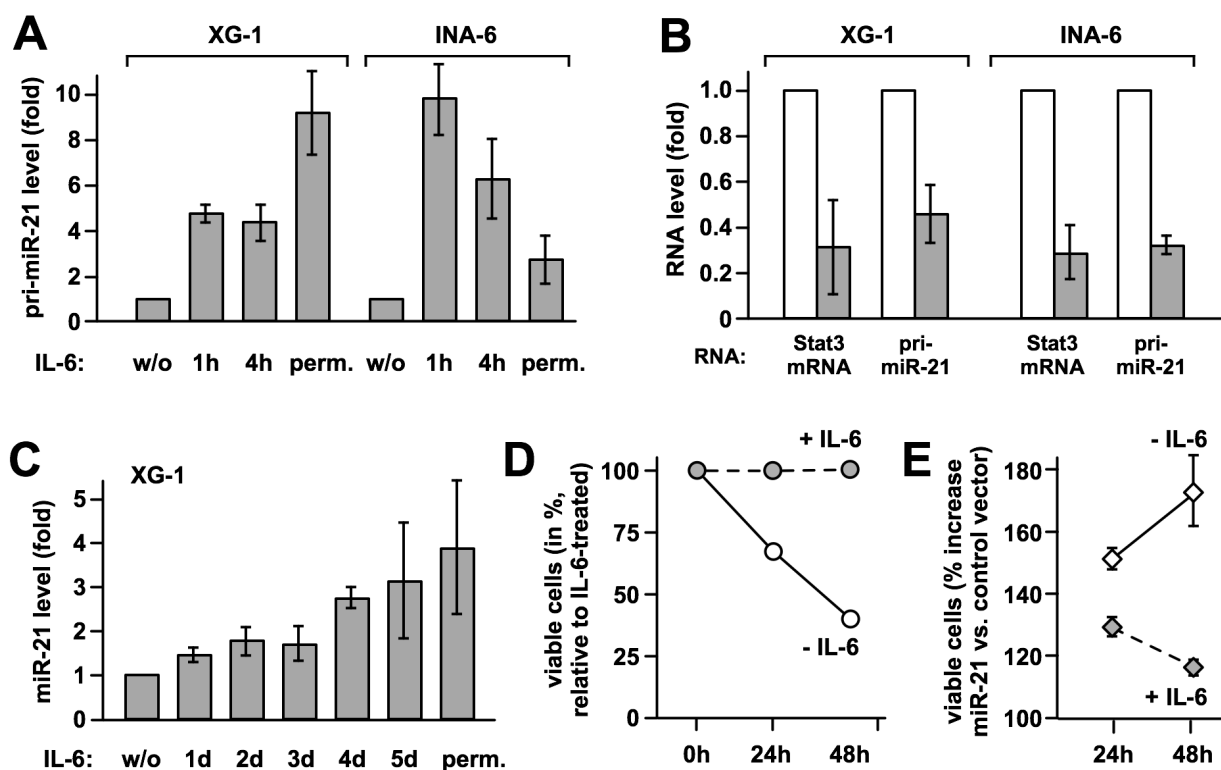 A
XG-1
INA-6
pri-miR-21 level (fold)
10
8
6
4
2
0
IL-6:
w/o
1h
4h
perm.
w/o
1h
4h
perm.
B
XG-1
INA-6
RNA level (fold)
1.0
0.8
0.6
0.4
0.2
0
RNA:
Stat3
mRNA
pri-
miR-21
Stat3
mRNA
pri-
miR-21
C
XG-1
miR-21 level (fold)
5
4
3
2
1
0
IL-6:
w/o
1d
2d
3d
4d
5d
perm.
D
viable cells (in %,
relative to IL-6-treated)
100
75
50
25
0
+ IL-6
- IL-6
0h
24h
48h
E
viable cells (% increase
miR-21 vs. control vector)
180
160
140
120
100
- IL-6
+ IL-6
24h
48h